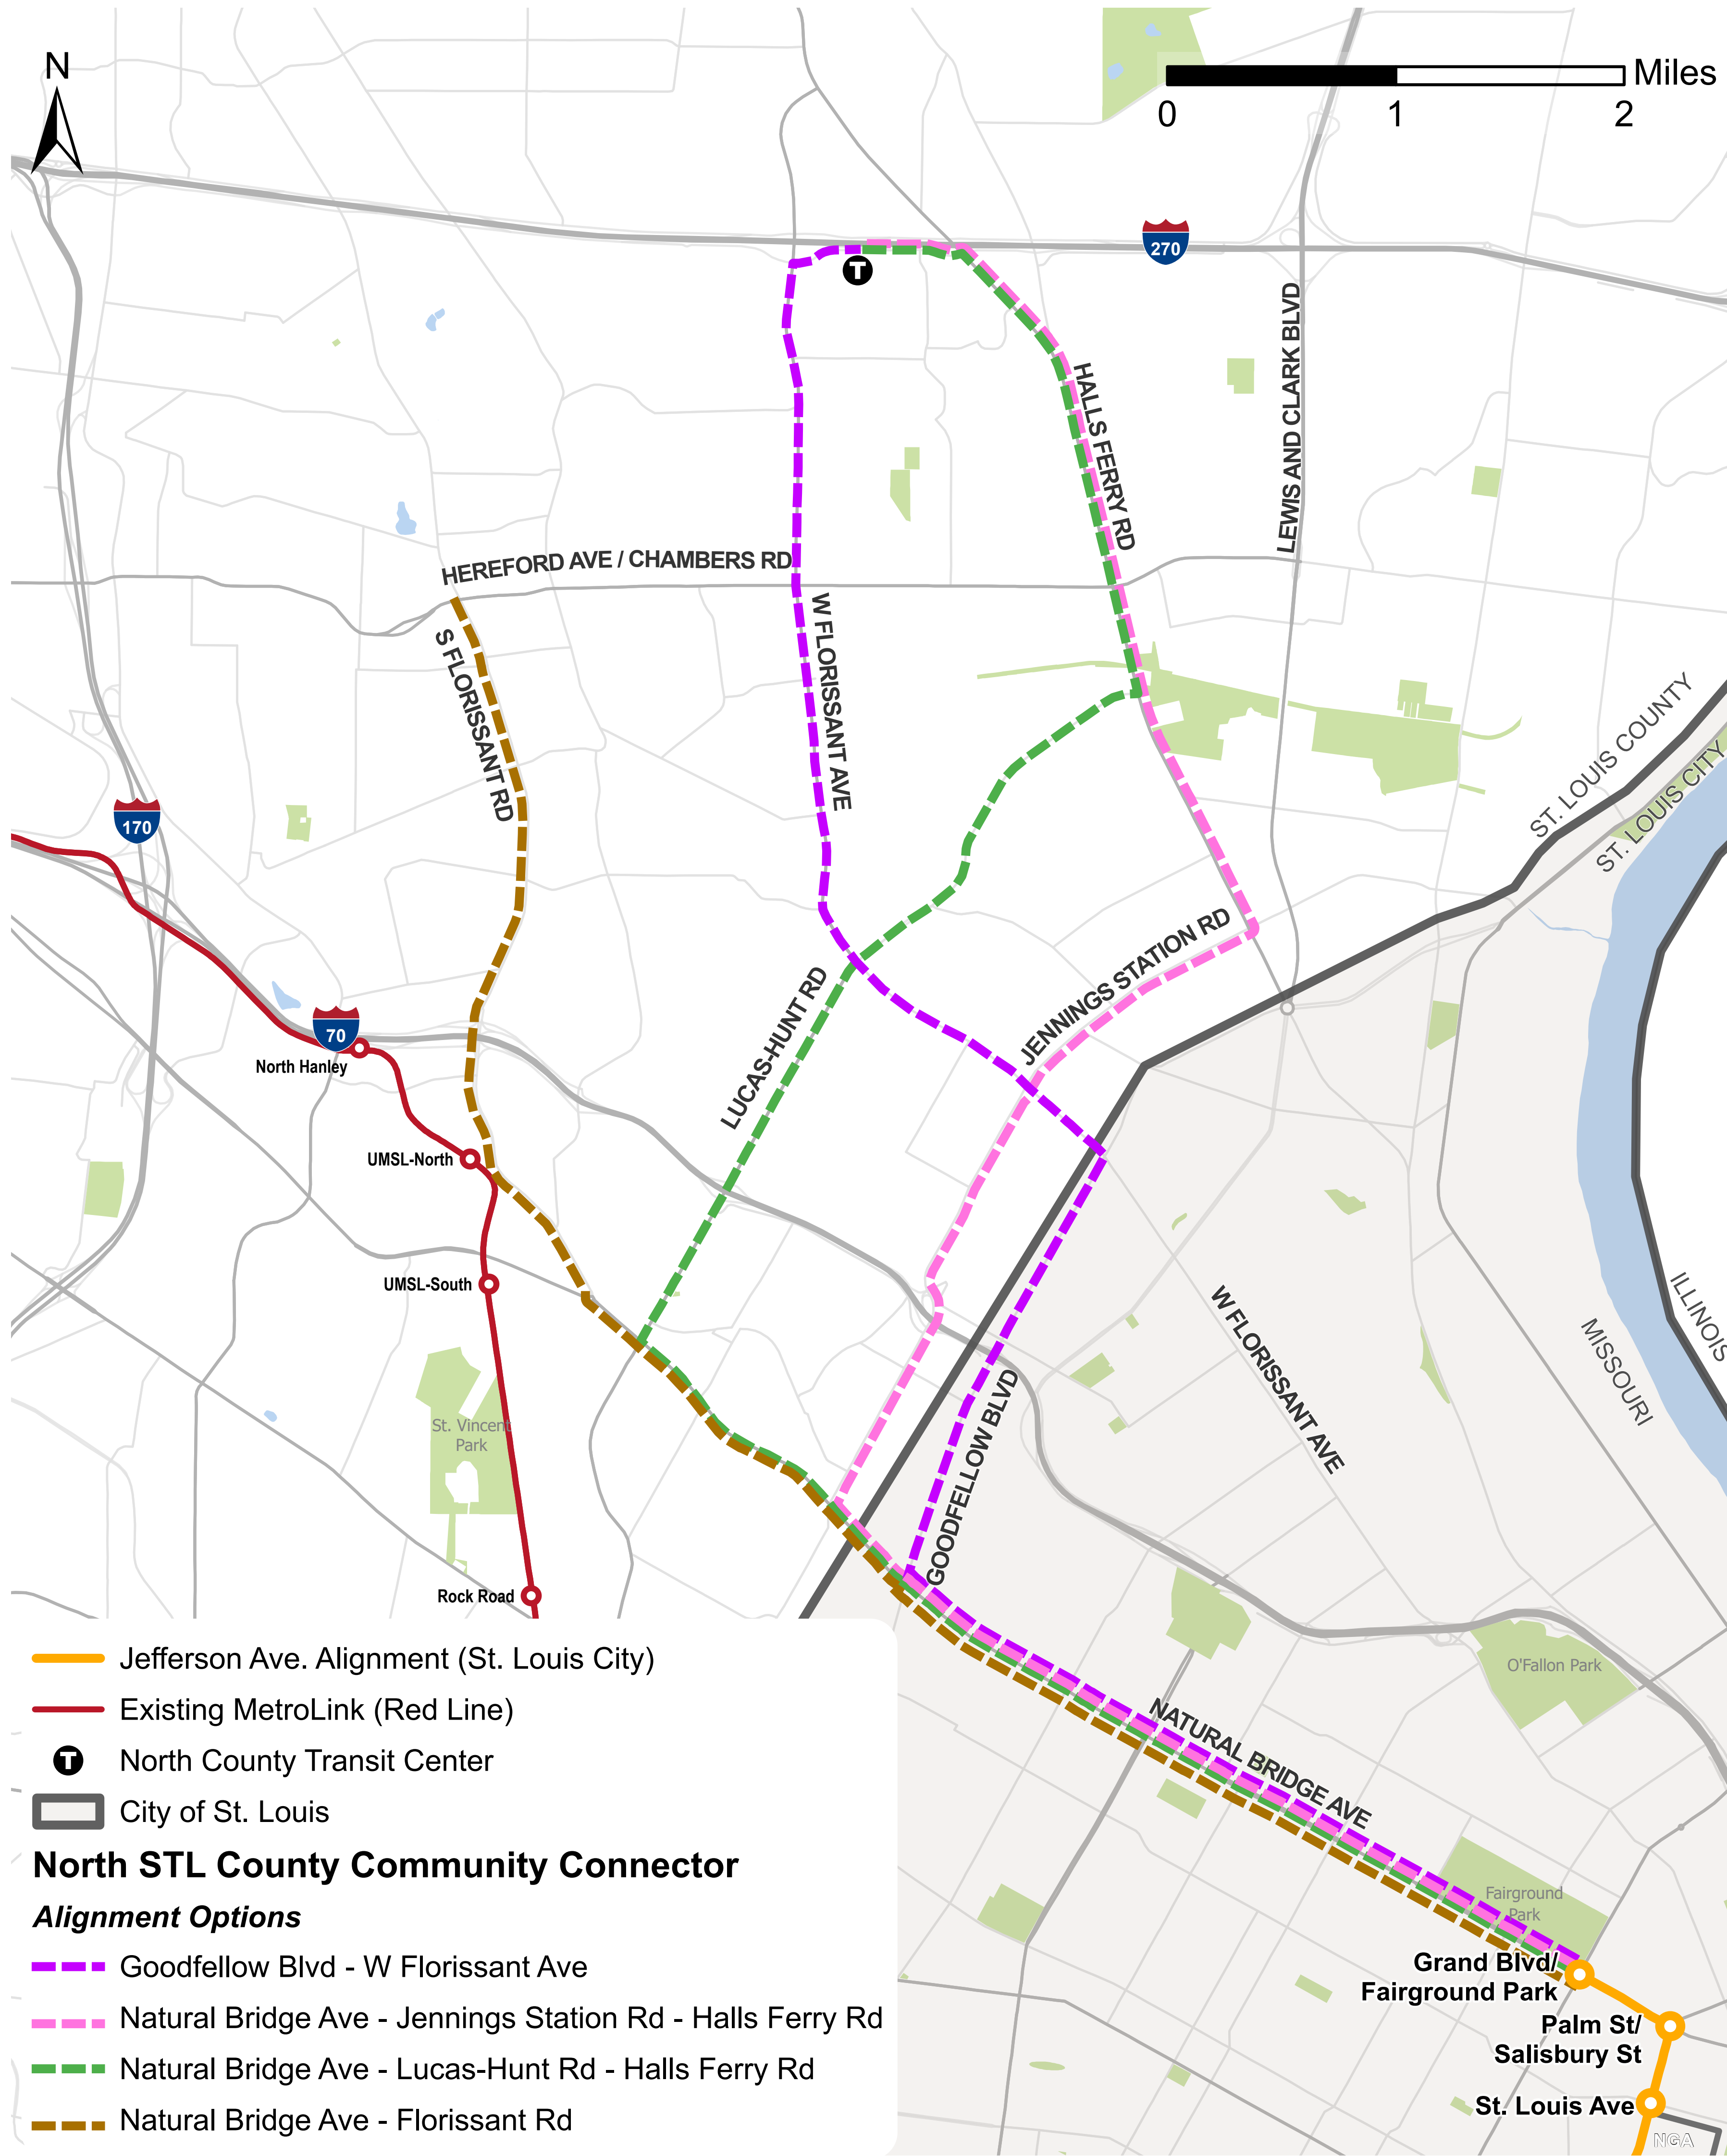 N
Miles
0
1
2
270
HALLS FERRY RD
LEWIS AND CLARK BLVD
HEREFORD AVE / CHAMBERS RD
W FLORISSANT AVE
S FLORISSANT RD
ST. LOUIS COUNTY
ST. LOUIS CITY
170
JENNINGS STATION RD
LUCAS-HUNT RD
70
North Hanley
UMSL-North
UMSL-South
W FLORISSANT AVE
ILLINOIS
MISSOURI
GOODFELLOW BLVD
St. Vincent
Park
Rock Road
O'Fallon Park
NATURAL BRIDGE AVE
Fairground
Park
Grand Blvd/
Fairground Park
Palm St/
Salisbury St
St. Louis Ave
NGA
Jefferson Ave. Alignment (St. Louis City)
Existing MetroLink (Red Line)
T
North County Transit Center
City of St. Louis
North STL County Community Connector
Alignment Options
Goodfellow Blvd - W Florissant Ave
Natural Bridge Ave - Jennings Station Rd - Halls Ferry Rd
Natural Bridge Ave - Lucas-Hunt Rd - Halls Ferry Rd
Natural Bridge Ave - Florissant Rd
T